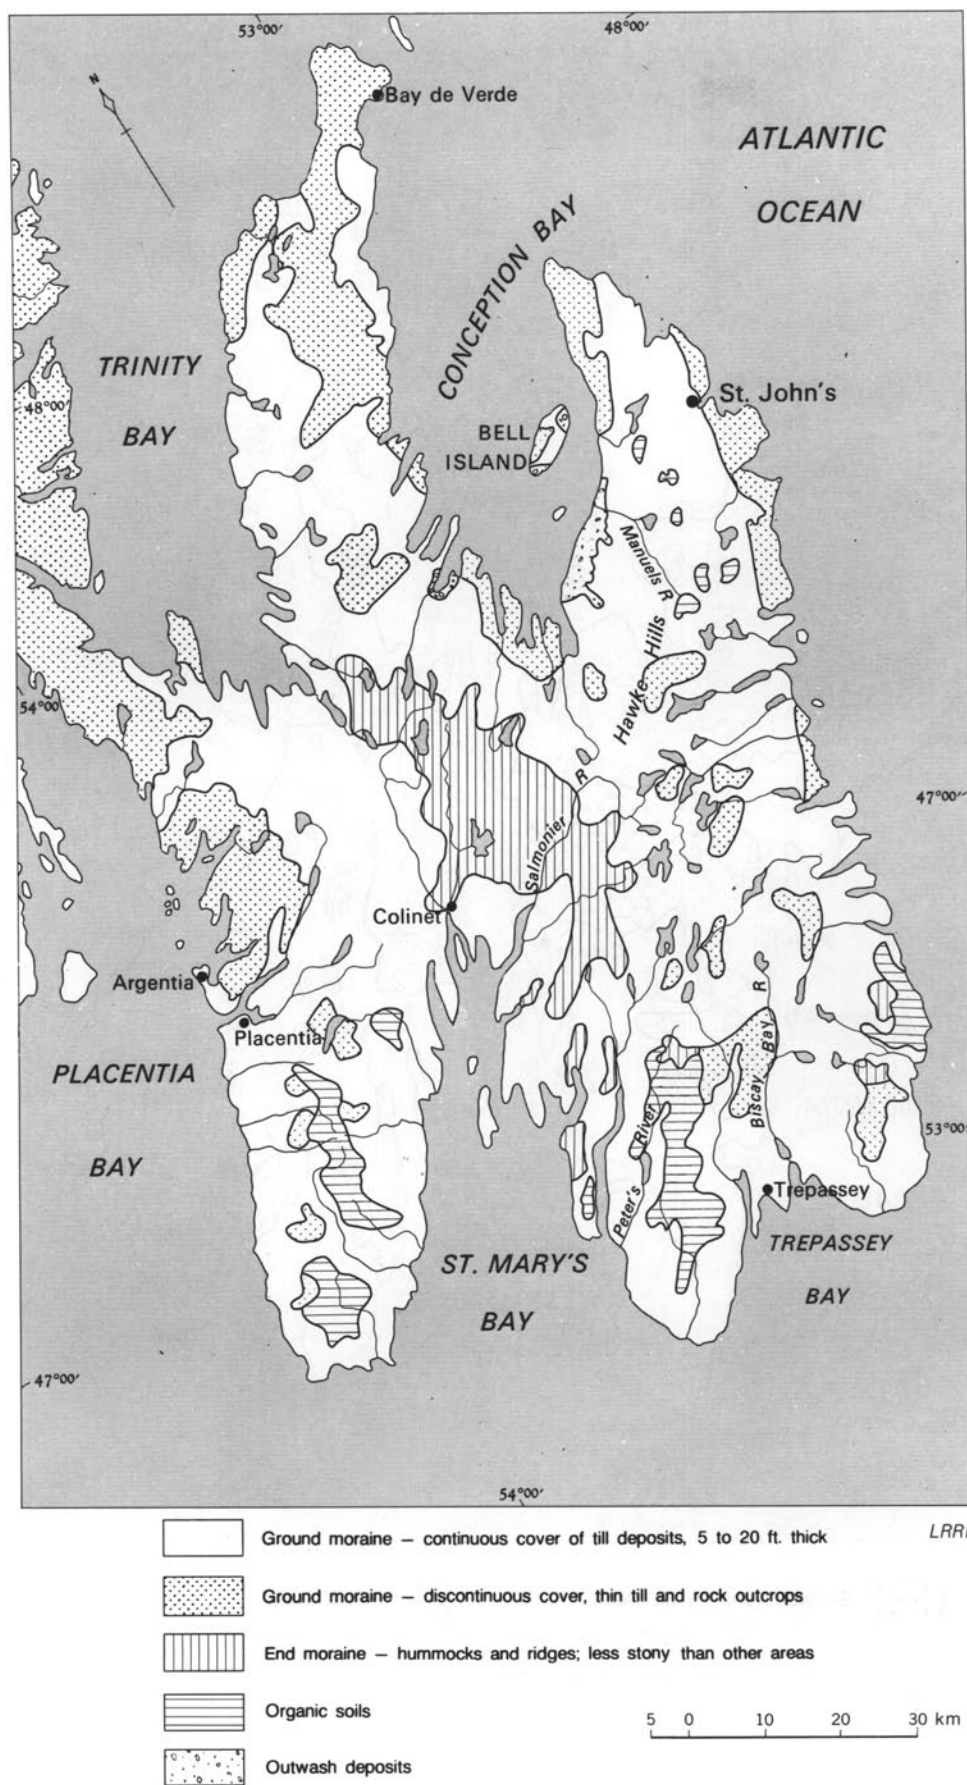 53°00'
48°00'
N
Bay de Verde
ATLANTIC
OCEAN
CONCEPTION BAY
TRINITY
BAY
48°00'
St. John's
BELL
ISLAND
Manuels R
Hawke Hills
54°00'
47°00'
Salmonier R
Colinet
Argentia
Placentia
PLACENTIA
BAY
Biscay Bay R
53°00'
Peter's River
Trepassey
ST. MARY'S
BAY
TREPASSEY
BAY
47°00'
54°00'
Ground moraine – continuous cover of till deposits, 5 to 20 ft. thick
Ground moraine – discontinuous cover, thin till and rock outcrops
End moraine – hummocks and ridges; less stony than other areas
Organic soils
Outwash deposits
5 0 10 20 30 km